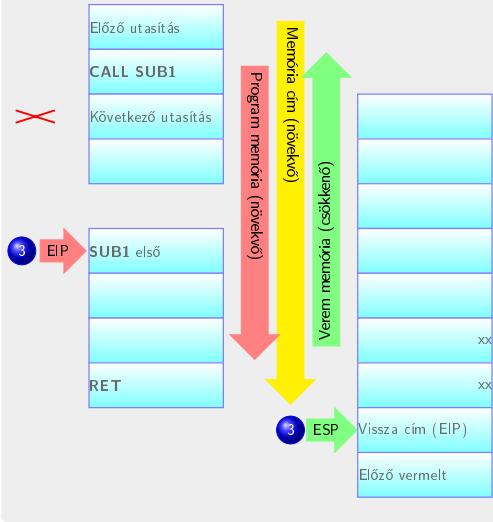 Előző utasítás
CALL SUB1
Következő utasítás
3
EIP
SUB1 első
RET
Program memória (növekvő)
Memória cím (növekvő)
Verem memória (csökkenő)
xx
xx
3
ESP
Vissza cím (EIP)
Előző vermelt